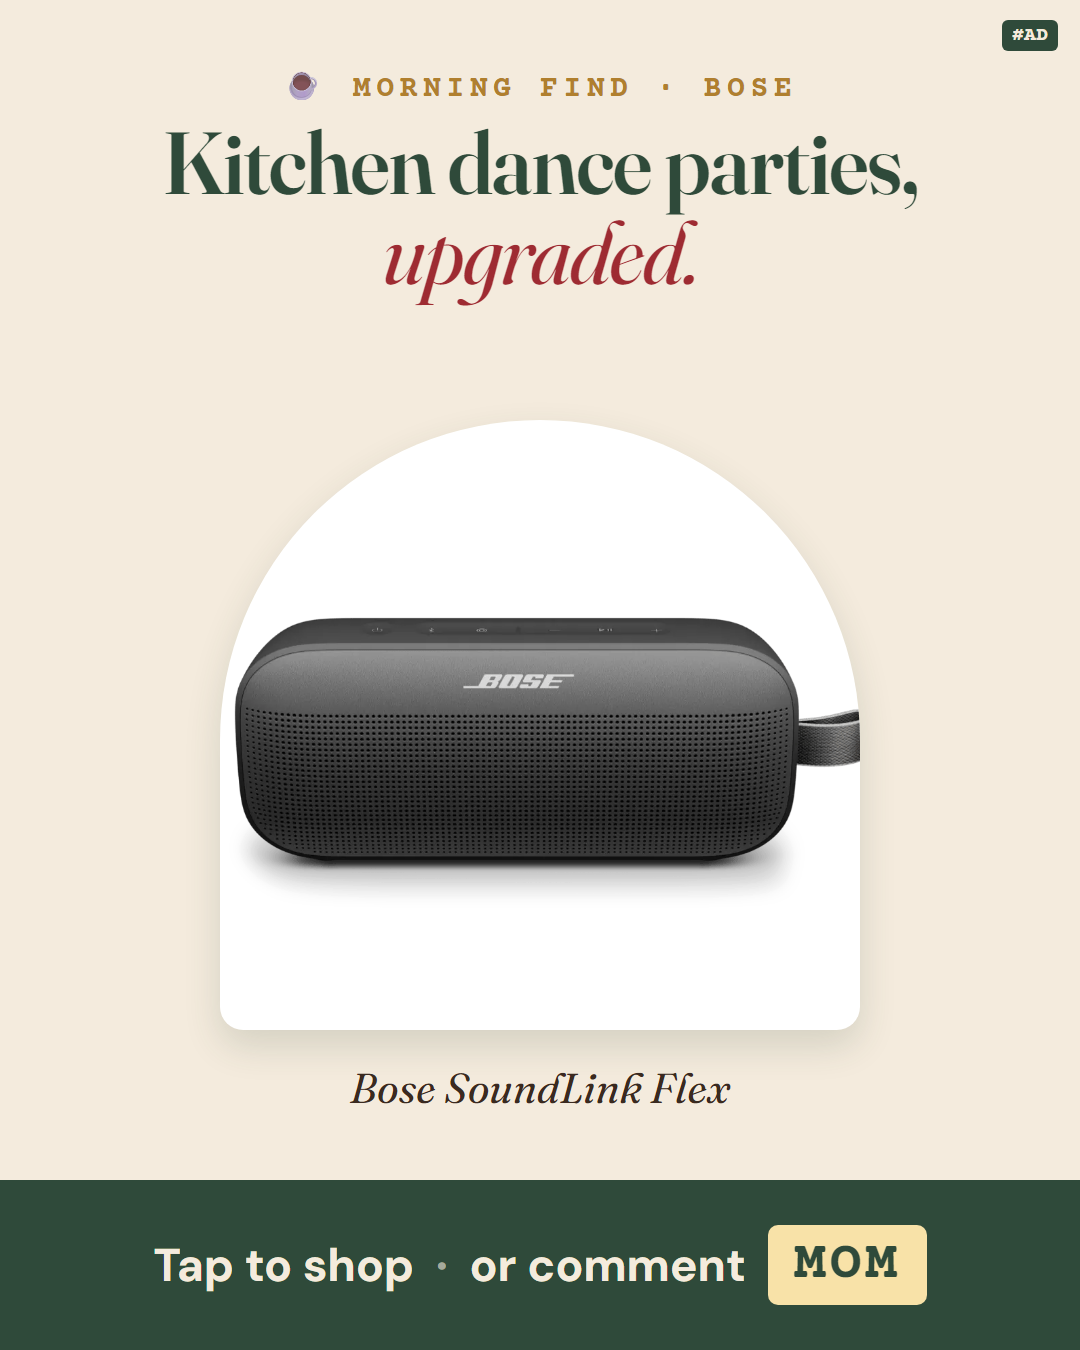 #AD
MORNING FIND · BOSE
Kitchen dance parties,
upgraded.
BOSE
Bose SoundLink Flex
Tap to shop · or comment MOM